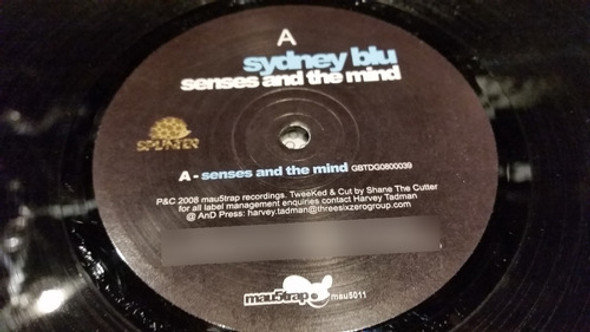 A
sydney blu
senses and the mind
SPLINTER
A - senses and the mind GBTDG0800039
P&C 2008 mau5trap recordings. TweeKed & Cut by Shane The Cutter
for all label management enquiries contact Harvey Tadman
@ AnD Press: harvey.tadman@threesixzerogroup.com
mau5trap. mau5011